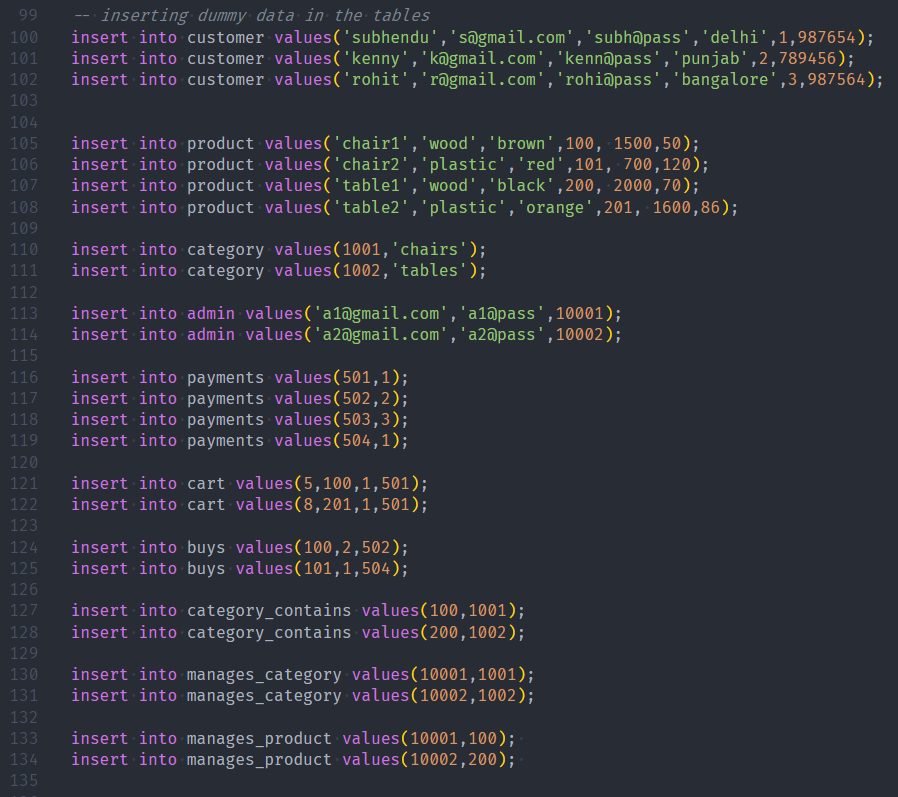 99 -- inserting dummy data in the tables
100 insert into customer values('subhendu','s@gmail.com','subh@pass','delhi',1,987654);
101 insert into customer values('kenny','k@gmail.com','kenn@pass','punjab',2,789456);
102 insert into customer values('rohit','r@gmail.com','rohi@pass','bangalore',3,987564);
103
104
105 insert into product values('chair1','wood','brown',100, 1500,50);
106 insert into product values('chair2','plastic','red',101, 700,120);
107 insert into product values('table1','wood','black',200, 2000,70);
108 insert into product values('table2','plastic','orange',201, 1600,86);
109
110 insert into category values(1001,'chairs');
111 insert into category values(1002,'tables');
112
113 insert into admin values('a1@gmail.com','a1@pass',10001);
114 insert into admin values('a2@gmail.com','a2@pass',10002);
115
116 insert into payments values(501,1);
117 insert into payments values(502,2);
118 insert into payments values(503,3);
119 insert into payments values(504,1);
120
121 insert into cart values(5,100,1,501);
122 insert into cart values(8,201,1,501);
123
124 insert into buys values(100,2,502);
125 insert into buys values(101,1,504);
126
127 insert into category_contains values(100,1001);
128 insert into category_contains values(200,1002);
129
130 insert into manages_category values(10001,1001);
131 insert into manages_category values(10002,1002);
132
133 insert into manages_product values(10001,100);
134 insert into manages_product values(10002,200);
135